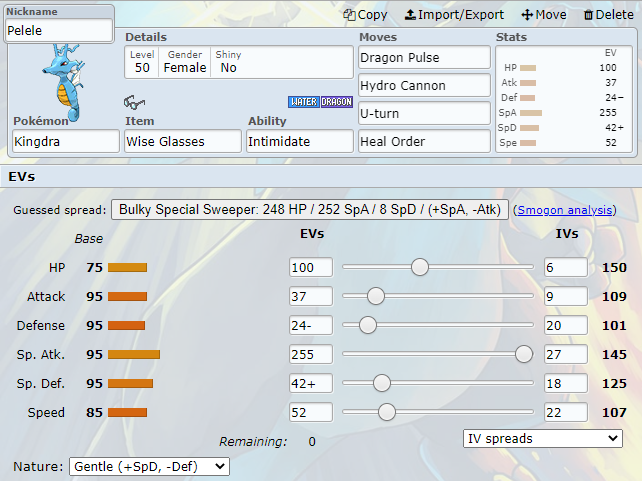 Nickname
Pelele
Copy Import/Export Move Delete
Details
Level Gender Shiny
50 Female No
WATER DRAGON
Pokémon
Kingdra
Item
Wise Glasses
Ability
Intimidate
Moves
Dragon Pulse
Hydro Cannon
U-turn
Heal Order
Stats
EV
HP 100
Atk 37
Def 24−
SpA 255
SpD 42+
Spe 52
EVs
Guessed spread: Bulky Special Sweeper: 248 HP / 252 SpA / 8 SpD / (+SpA, -Atk) (Smogon analysis)
Base EVs IVs
HP 75 100 6 150
Attack 95 37 9 109
Defense 95 24- 20 101
Sp. Atk. 95 255 27 145
Sp. Def. 95 42+ 18 125
Speed 85 52 22 107
Remaining: 0
IV spreads
Nature: Gentle (+SpD, -Def)